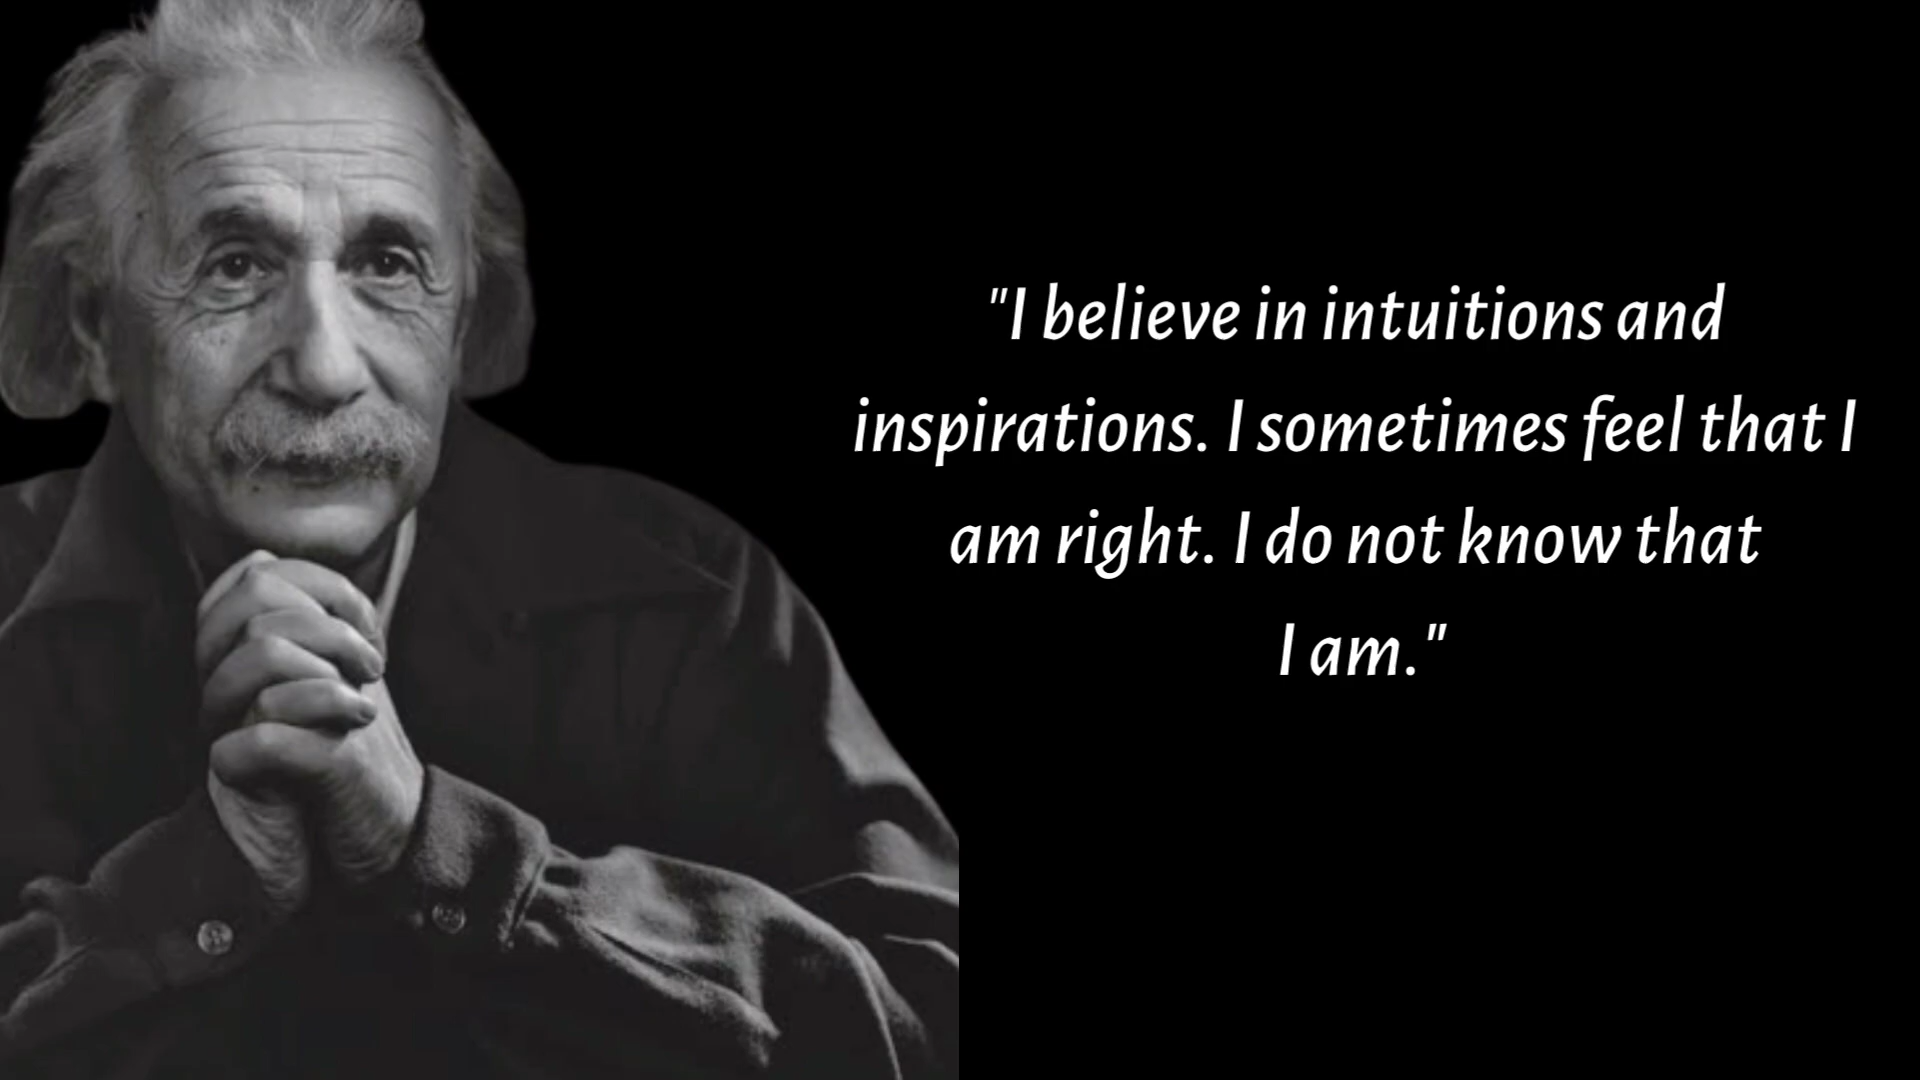 "I believe in intuitions and
inspirations. I sometimes feel that I
am right. I do not know that
I am."